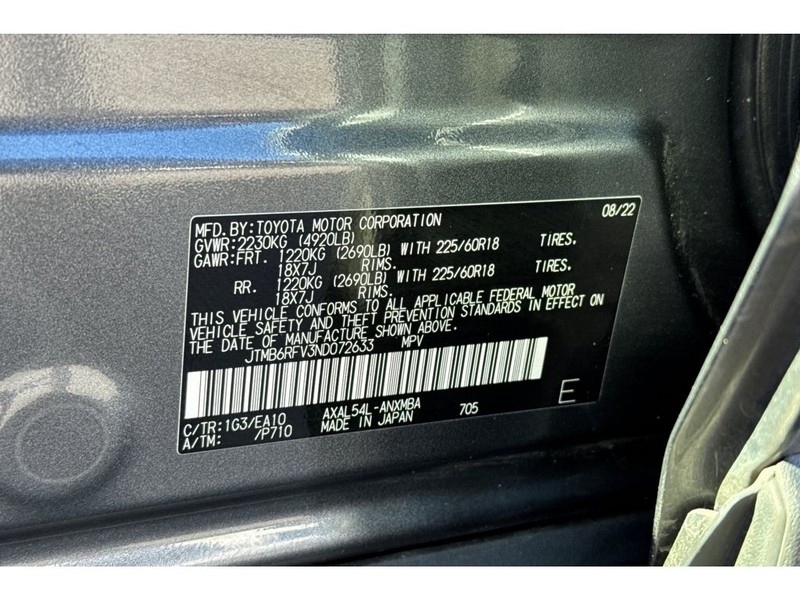 MFD. BY: TOYOTA MOTOR CORPORATION 08/22
GVWR: 2230KG (4920LB)
GAWR: FRT. 1220KG (2690LB) WITH 225/60R18 TIRES.
18X7J RIMS.
RR. 1220KG (2690LB) WITH 225/60R18 TIRES.
18X7J RIMS.
THIS VEHICLE CONFORMS TO ALL APPLICABLE FEDERAL MOTOR
VEHICLE SAFETY AND THEFT PREVENTION STANDARDS IN EFFECT ON
THE DATE OF MANUFACTURE SHOWN ABOVE.
JTMB6RFV3ND072633 MPV
C/TR: 1G3/EA10 AXAL54L-ANXMBA 705 E
A/TM: /P710 MADE IN JAPAN